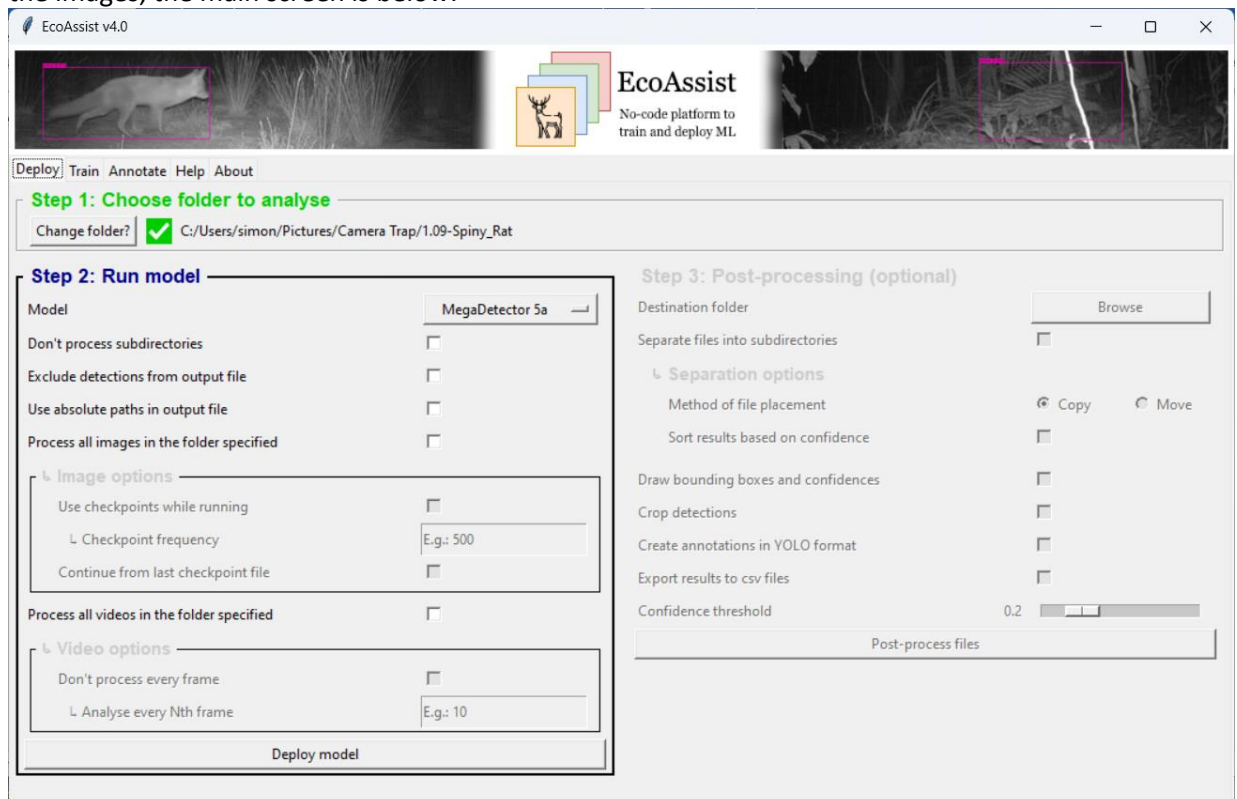 the images, the main screen is below.
EcoAssist v4.0
EcoAssist
No-code platform to
train and deploy ML
Deploy Train Annotate Help About
Step 1: Choose folder to analyse
Change folder? C:/Users/simon/Pictures/Camera Trap/1.09-Spiny_Rat
Step 2: Run model
Model MegaDetector 5a
Don't process subdirectories
Exclude detections from output file
Use absolute paths in output file
Process all images in the folder specified
↳ Image options
Use checkpoints while running
↳ Checkpoint frequency E.g.: 500
Continue from last checkpoint file
Process all videos in the folder specified
↳ Video options
Don't process every frame
↳ Analyse every Nth frame E.g.: 10
Deploy model
Step 3: Post-processing (optional)
Destination folder Browse
Separate files into subdirectories
↳ Separation options
Method of file placement Copy Move
Sort results based on confidence
Draw bounding boxes and confidences
Crop detections
Create annotations in YOLO format
Export results to csv files
Confidence threshold 0.2
Post-process files